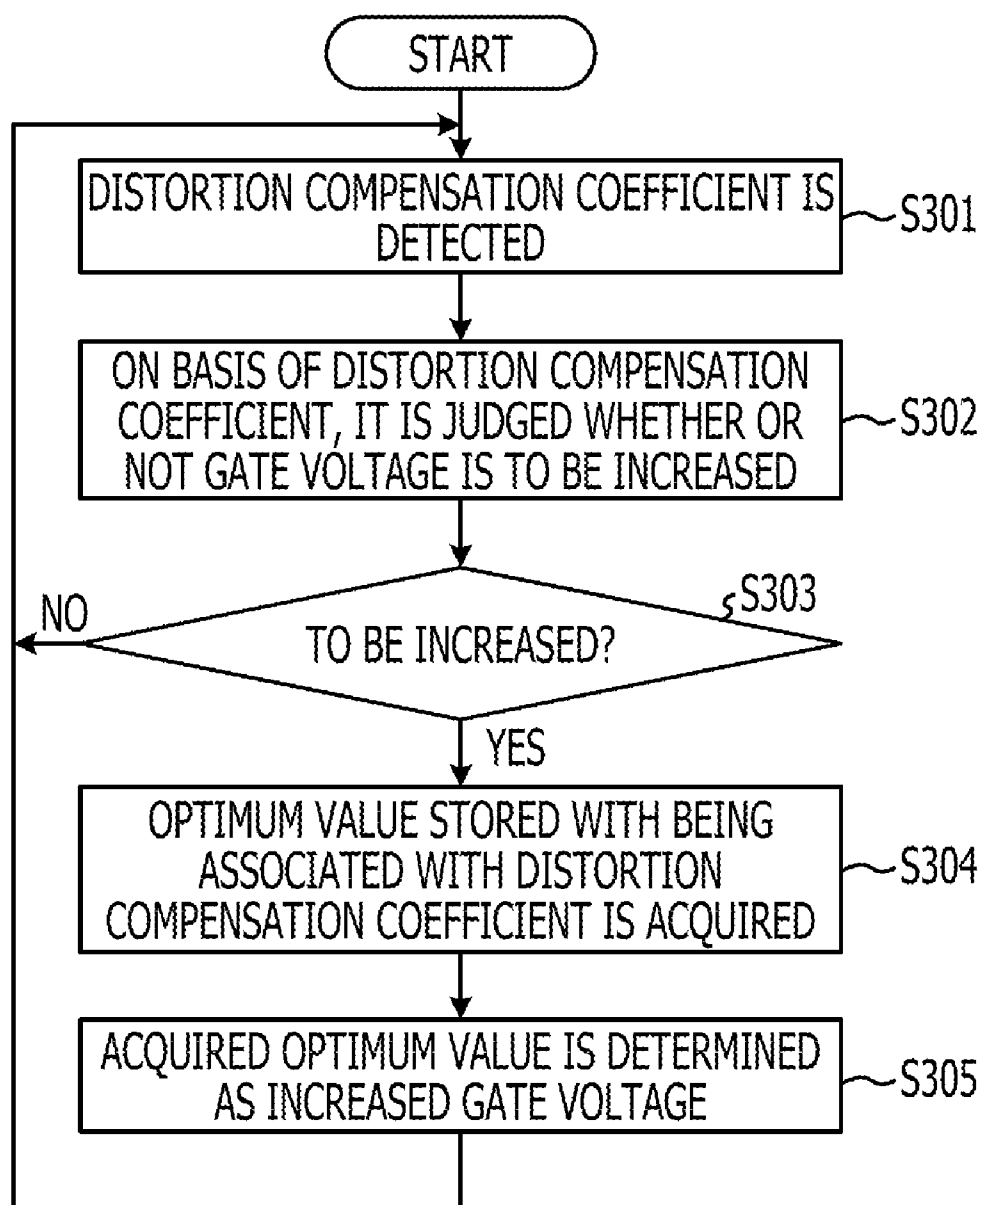 START
DISTORTION COMPENSATION COEFFICIENT IS
DETECTED
S301
ON BASIS OF DISTORTION COMPENSATION
COEFFICIENT, IT IS JUDGED WHETHER OR
NOT GATE VOLTAGE IS TO BE INCREASED
S302
S303
NO
TO BE INCREASED?
YES
OPTIMUM VALUE STORED WITH BEING
ASSOCIATED WITH DISTORTION
COMPENSATION COEFFICIENT IS ACQUIRED
S304
ACQUIRED OPTIMUM VALUE IS DETERMINED
AS INCREASED GATE VOLTAGE
S305